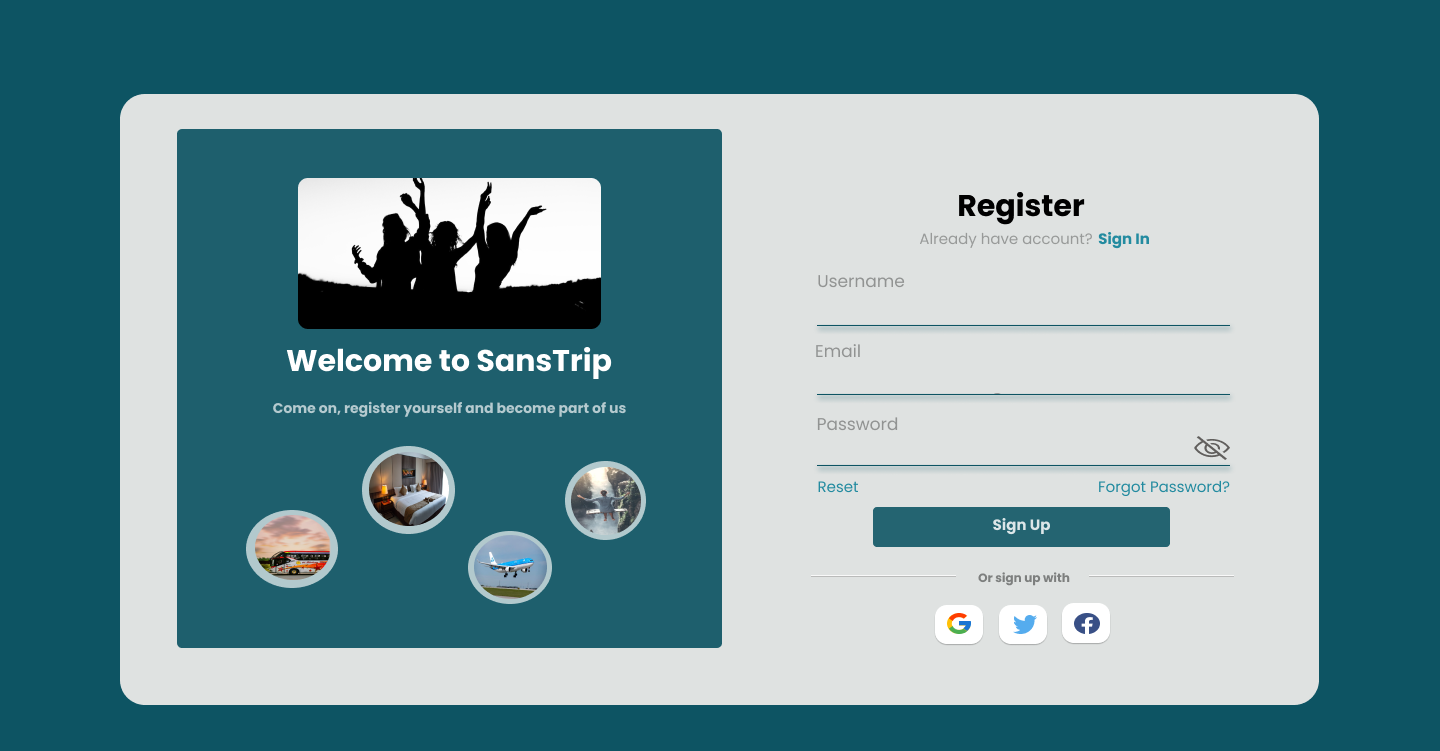 Welcome to SansTrip
Come on, register yourself and become part of us
Register
Already have account? Sign In
Username
Email
Password
Reset
Forgot Password?
Sign Up
Or sign up with